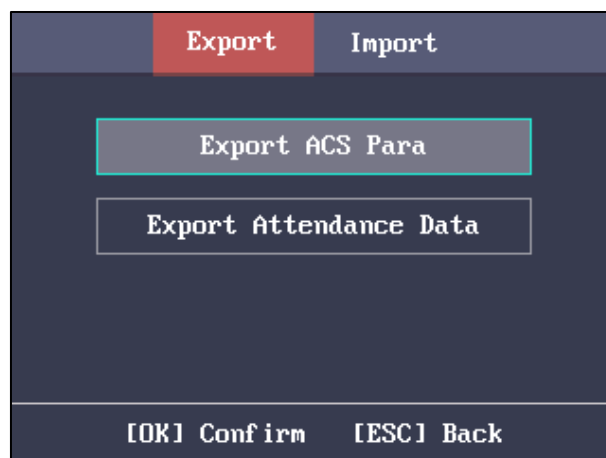 Export Import
Export ACS Para
Export Attendance Data
[OK] Confirm [ESC] Back